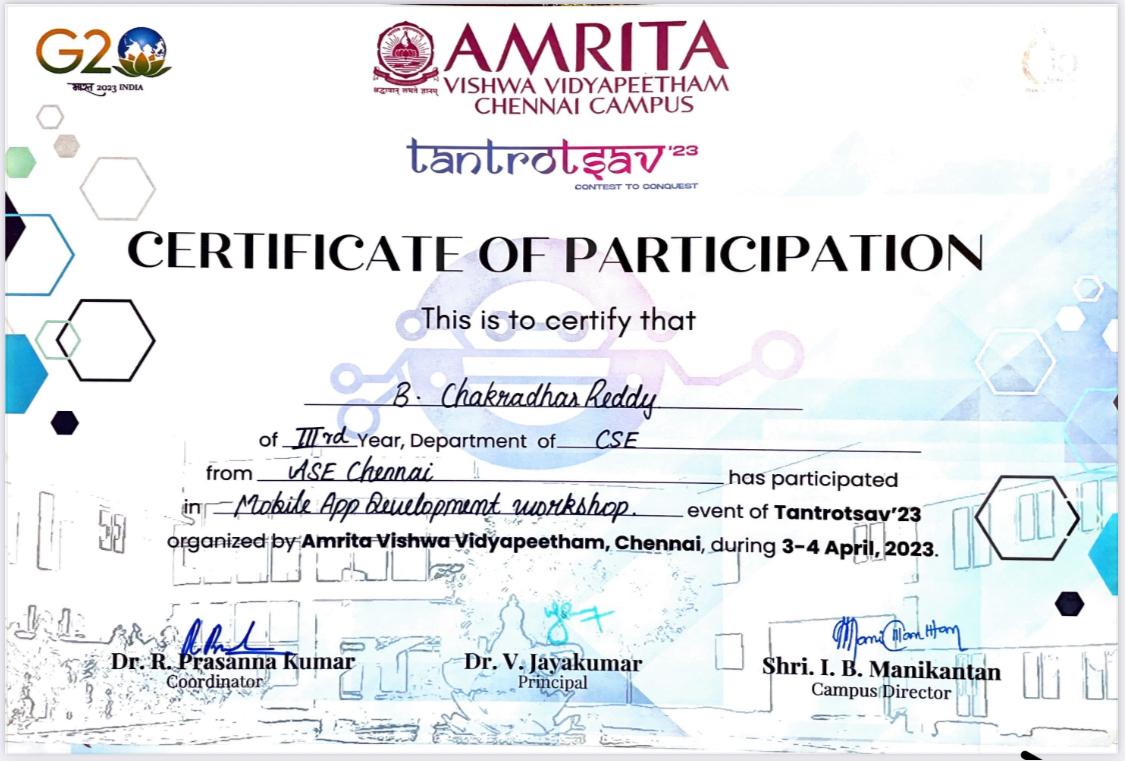 G20
भारत 2023 INDIA
AMRITA
VISHWA VIDYAPEETHAM
CHENNAI CAMPUS
श्रद्धावान् लभते ज्ञानम्
tantrotsav '23
CONTEST TO CONQUEST
CERTIFICATE OF PARTICIPATION
This is to certify that
B. Chakradhar Reddy
of IIIrd Year, Department of CSE
from ASE Chennai has participated
in Mobile App Development workshop. event of Tantrotsav'23
organized by Amrita Vishwa Vidyapeetham, Chennai, during 3-4 April, 2023.
Dr. R. Prasanna Kumar
Coordinator
Dr. V. Jayakumar
Principal
Shri. I. B. Manikantan
Campus Director